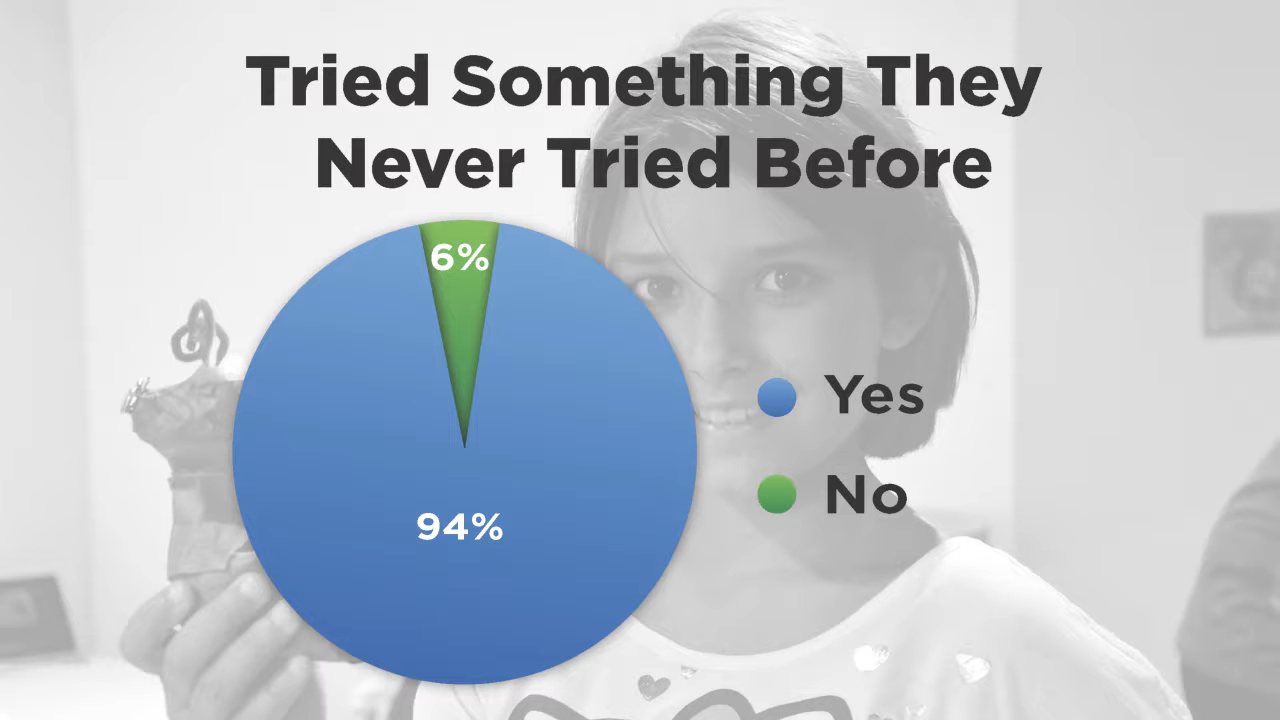 Tried Something They
Never Tried Before
6%
94%
Yes
No